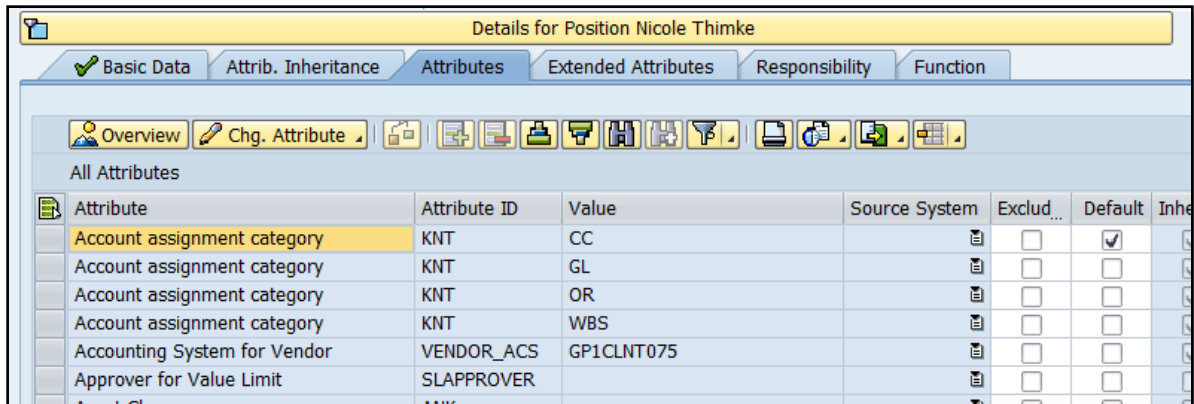 Details for Position Nicole Thimke
Basic Data Attrib. Inheritance Attributes Extended Attributes Responsibility Function
Overview Chg. Attribute
All Attributes
Attribute Attribute ID Value Source System Exclud... Default Inhe
Account assignment category KNT CC
Account assignment category KNT GL
Account assignment category KNT OR
Account assignment category KNT WBS
Accounting System for Vendor VENDOR_ACS GP1CLNT075
Approver for Value Limit SLAPPROVER